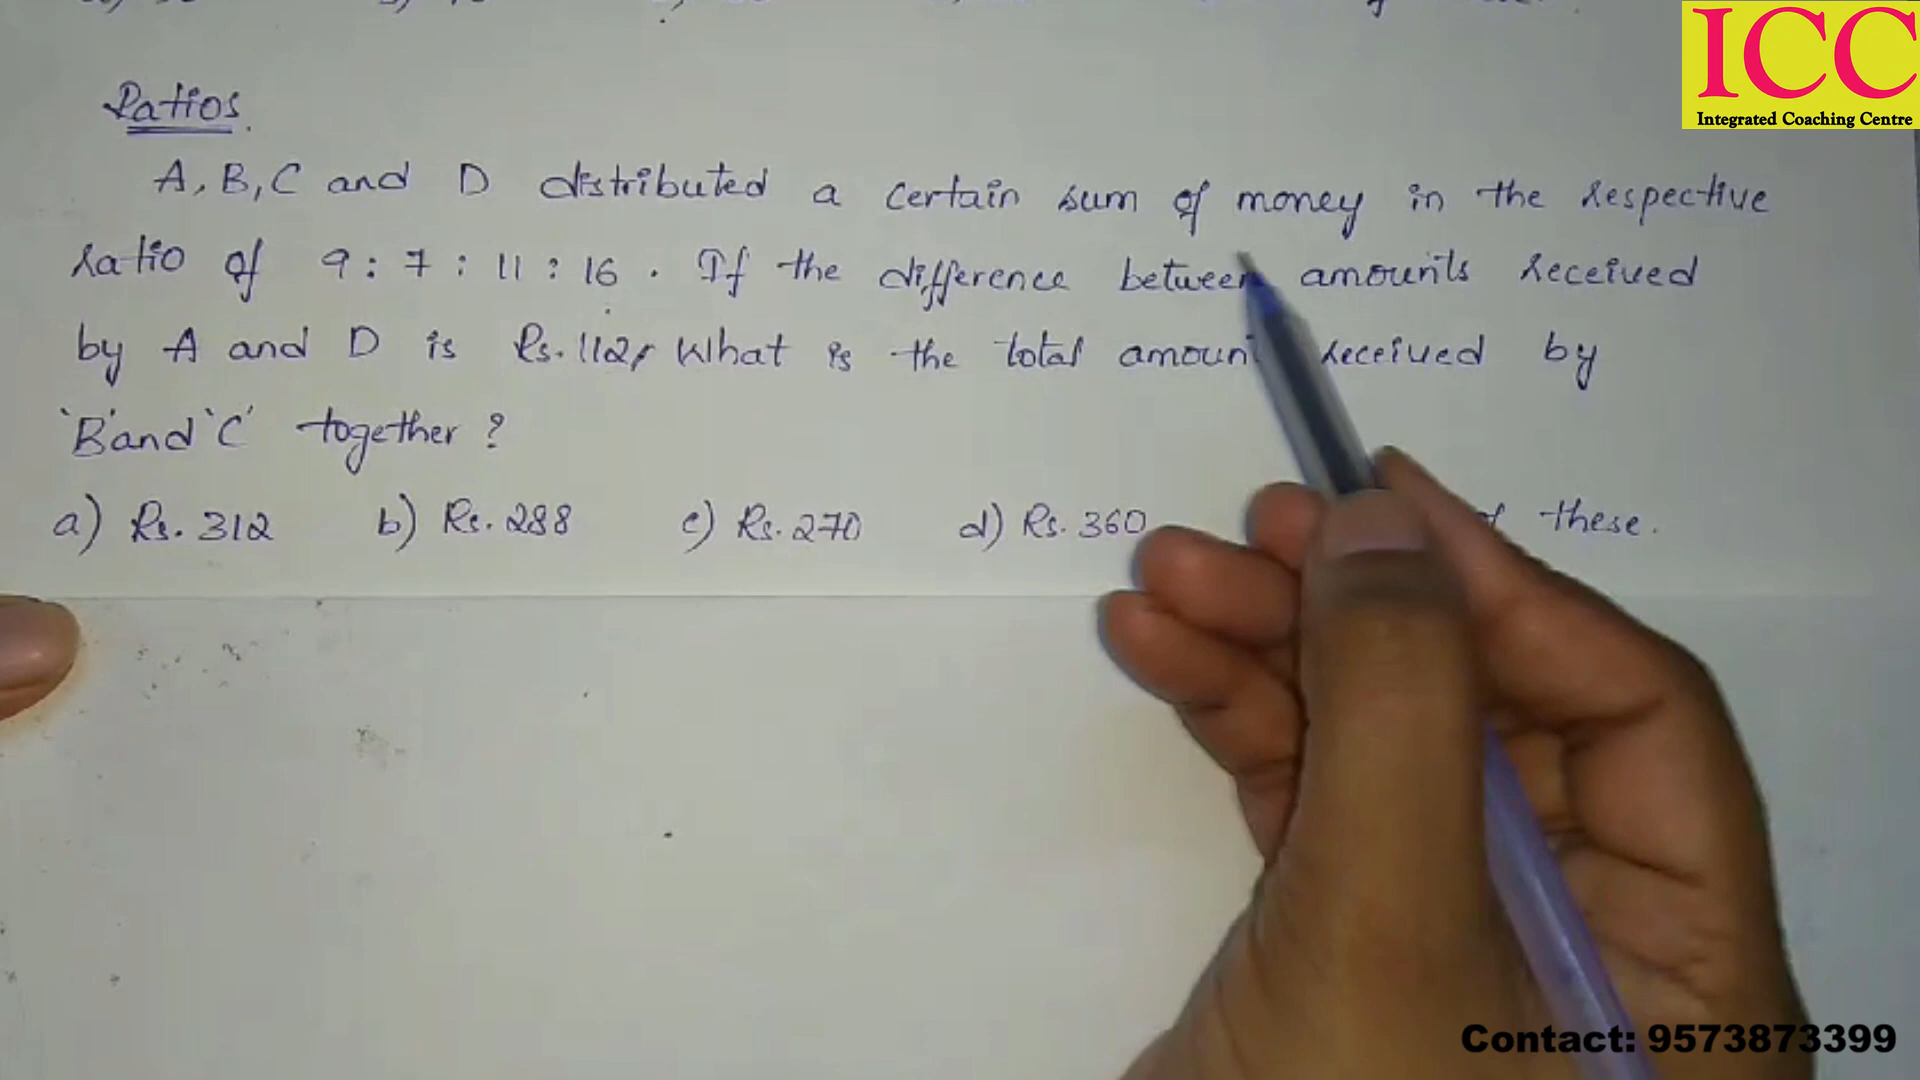 ICC
Integrated Coaching Centre
Ratios.
A, B, C and D distributed a certain sum of money in the respective
ratio of 9 : 7 : 11 : 16 . If the difference between amounts received
by A and D is Rs. 112, What is the total amount received by
'B' and 'C' together ?
a) Rs. 312 b) Rs. 288 c) Rs. 270 d) Rs. 360 these.
Contact: 9573873399